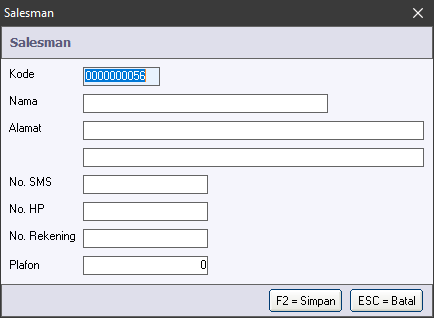 Salesman
Salesman
Kode 0000000056
Nama
Alamat
No. SMS
No. HP
No. Rekening
Plafon 0
F2 = Simpan ESC = Batal